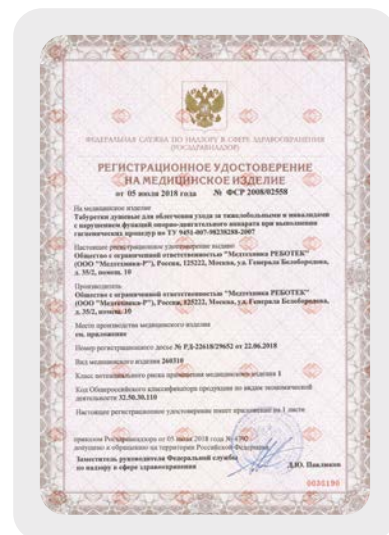 ФЕДЕРАЛЬНАЯ СЛУЖБА ПО НАДЗОРУ В СФЕРЕ ЗДРАВООХРАНЕНИЯ
(РОСЗДРАВНАДЗОР)
РЕГИСТРАЦИОННОЕ УДОСТОВЕРЕНИЕ
НА МЕДИЦИНСКОЕ ИЗДЕЛИЕ
от 05 июля 2018 года № ФСР 2008/02558
На медицинское изделие
Табуретки душевые для облегчения ухода за тяжелобольными и инвалидами
с нарушением функций опорно-двигательного аппарата при выполнении
гигиенических процедур по ТУ 9451-007-98238288-2007
Настоящее регистрационное удостоверение выдано
Общество с ограниченной ответственностью "Медтехника РЕБОТЕК"
(ООО "Медтехника-Р"), Россия, 125222, Москва, ул. Генерала Белобородова,
д. 35/2, помещ. 10
Производитель
Общество с ограниченной ответственностью "Медтехника РЕБОТЕК"
(ООО "Медтехника-Р"), Россия, 125222, Москва, ул. Генерала Белобородова,
д. 35/2, помещ. 10
Место производства медицинского изделия
см. приложение
Номер регистрационного досье № РД-22618/29652 от 22.06.2018
Вид медицинского изделия 260310
Класс потенциального риска применения медицинского изделия 1
Код Общероссийского классификатора продукции по видам экономической
деятельности 32.50.30.110
Настоящее регистрационное удостоверение имеет приложение на 1 листе
приказом Росздравнадзора от 05 июля 2018 года №
допущено к обращению на территории Российской Федерации.
Заместитель руководителя Федеральной службы
по надзору в сфере здравоохранения
Д.Ю. Павлюков